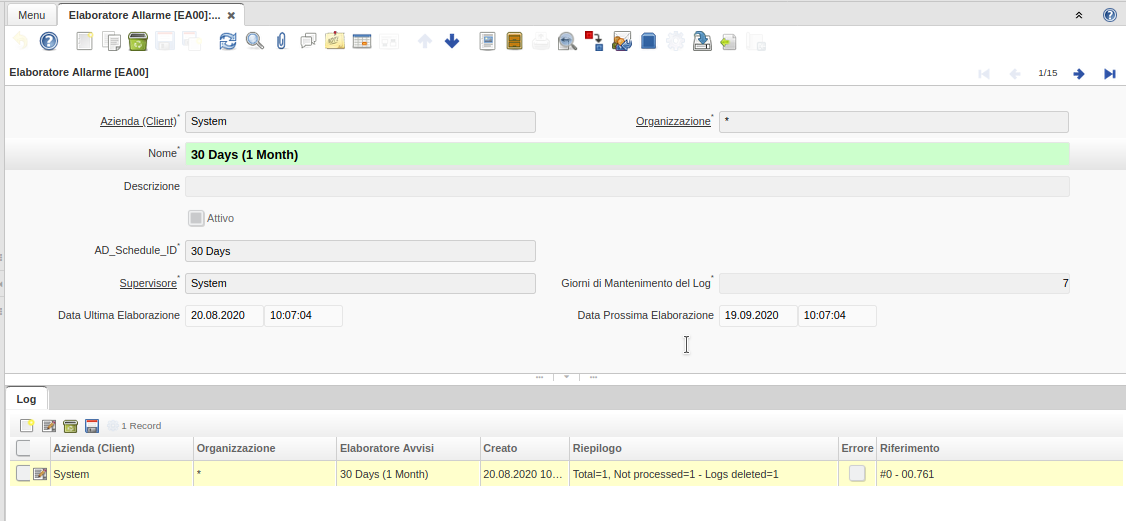 Menu
Elaboratore Allarme [EA00]:...
Elaboratore Allarme [EA00]
1/15
Azienda (Client)* System
Organizzazione* *
Nome* 30 Days (1 Month)
Descrizione
Attivo
AD_Schedule_ID* 30 Days
Supervisore* System
Giorni di Mantenimento del Log* 7
Data Ultima Elaborazione 20.08.2020 10:07:04
Data Prossima Elaborazione 19.09.2020 10:07:04
Log
1 Record
Azienda (Client) Organizzazione Elaboratore Avvisi Creato Riepilogo Errore Riferimento
System * 30 Days (1 Month) 20.08.2020 10... Total=1, Not processed=1 - Logs deleted=1 #0 - 00.761